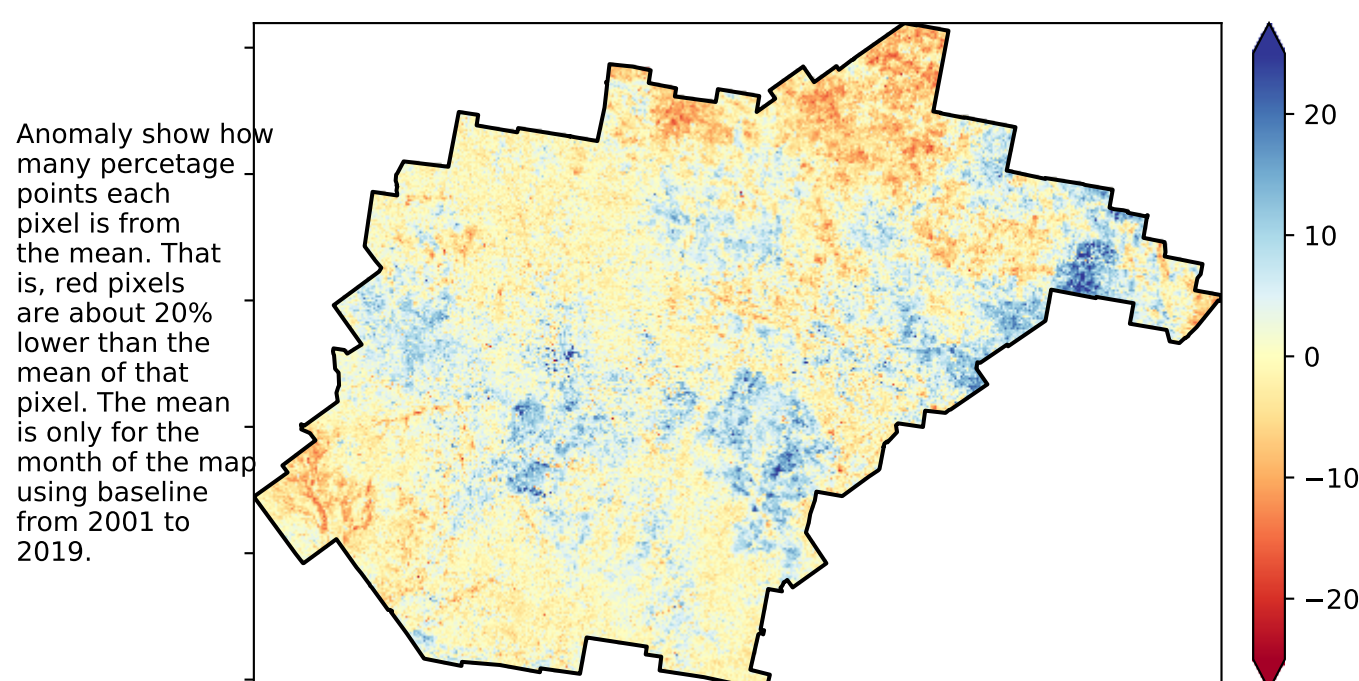 Anomaly show how
many percetage
points each
pixel is from
the mean. That
is, red pixels
are about 20%
lower than the
mean of that
pixel. The mean
is only for the
month of the map
using baseline
from 2001 to
2019.
20
10
0
−10
−20